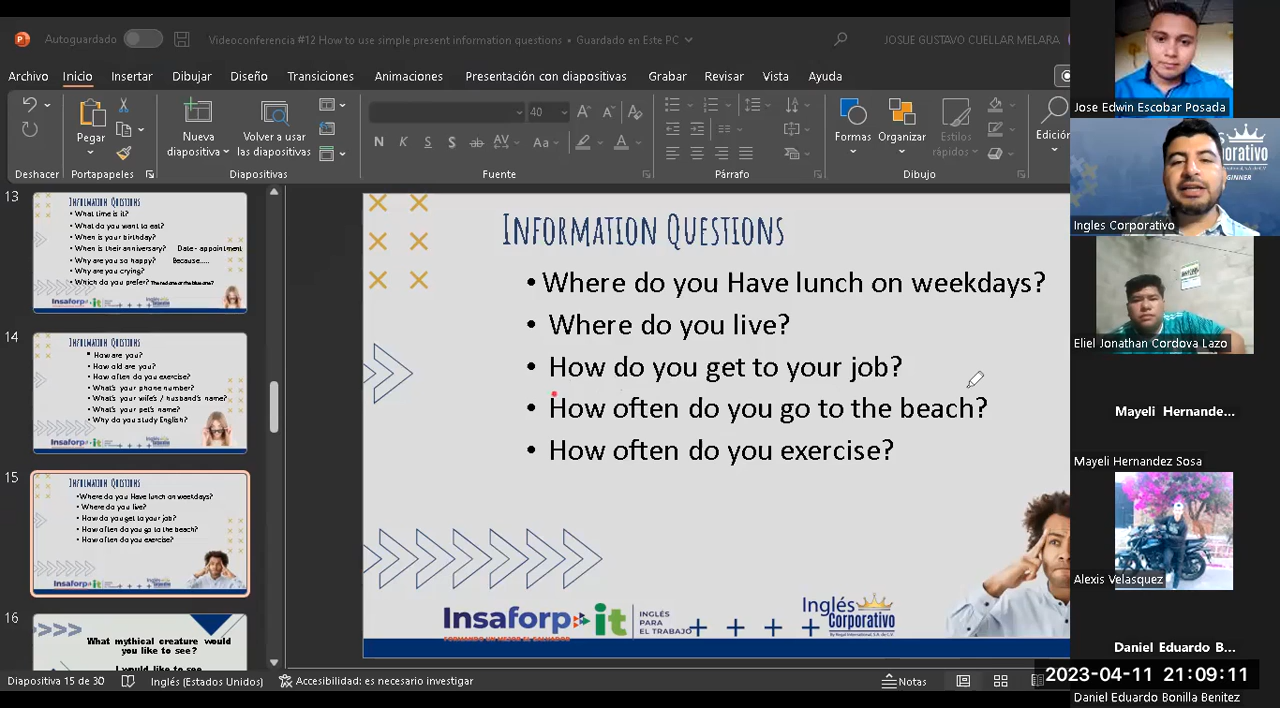 Autoguardado
Videoconferencia #12 How to use simple present information questions • Guardado en Este PC
JOSUE GUSTAVO CUELLAR MELARA
Archivo Inicio Insertar Dibujar Diseño Transiciones Animaciones Presentación con diapositivas Grabar Revisar Vista Ayuda
Pegar
Nueva diapositiva
Volver a usar las diapositivas
40
Formas
Organizar
Estilos rápidos
Edición
N K S S ab AV Aa A
Deshacer Portapapeles Diapositivas Fuente Párrafo Dibujo
13
Information Questions
• What time is it?
• What do you want to eat?
• When is your birthday?
• When is their anniversary? Date - appointment
• Why are you so happy? Because.....
• Why are you crying?
• Which do you prefer?
Insaforp it
14
Information Questions
• How are you?
• How old are you?
• How often do you exercise?
• What's your phone number?
• What's your wife's / husband's name?
• What's your pet's name?
• Why do you study English?
Insaforp it
15
Information Questions
• Where do you Have lunch on weekdays?
• Where do you live?
• How do you get to your job?
• How often do you go to the beach?
• How often do you exercise?
Insaforp it
16
What mythical creature would
you like to see?
I would like to see
Information Questions
• Where do you Have lunch on weekdays?
• Where do you live?
• How do you get to your job?
• How often do you go to the beach?
• How often do you exercise?
Insaforp it
INGLÉS
PARA
EL TRABAJO
Inglés
Corporativo
Jose Edwin Escobar Posada
Corporativo
Ingles Corporativo
Eliel Jonathan Cordova Lazo
Mayeli Hernande...
Mayeli Hernandez Sosa
Alexis Velasquez
Daniel Eduardo B...
2023-04-11 21:09:11
Daniel Eduardo Bonilla Benitez
Diapositiva 15 de 30 Inglés (Estados Unidos) Accesibilidad: es necesario investigar Notas